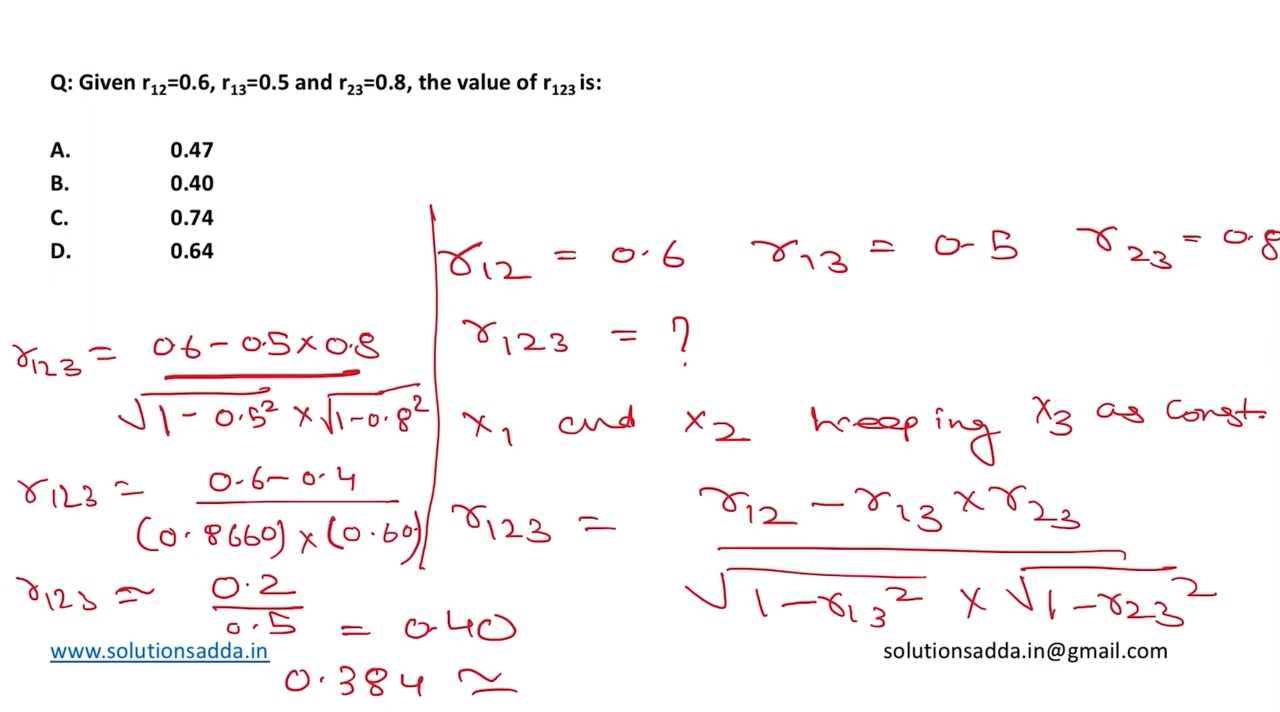 Q: Given r₁₂=0.6, r₁₃=0.5 and r₂₃=0.8, the value of r₁₂₃ is:
A. 0.47
B. 0.40
C. 0.74
D. 0.64
r₁₂ = 0.6 r₁₃ = 0.5 r₂₃ = 0.8
r₁₂₃ = ?
x₁ and x₂ keeping x₃ as const.
r₁₂₃ = r₁₂ - r₁₃ × r₂₃
√1-r₁₃² × √1-r₂₃²
r₁₂₃ = 0.6 - 0.5 × 0.8
√1-0.5² × √1-0.8²
r₁₂₃ = 0.6 - 0.4
(0.8660) × (0.60)
r₁₂₃ ≃ 0.2
0.5 = 0.40
0.384 ≃
www.solutionsadda.in
solutionsadda.in@gmail.com